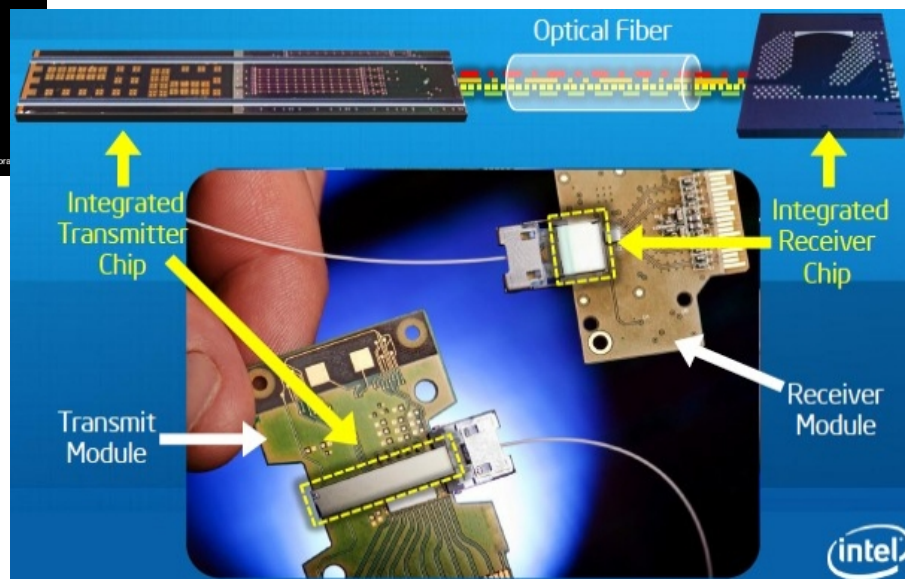 Optical Fiber
Integrated
Transmitter
Chip
Integrated
Receiver
Chip
Transmit
Module
Receiver
Module
intel